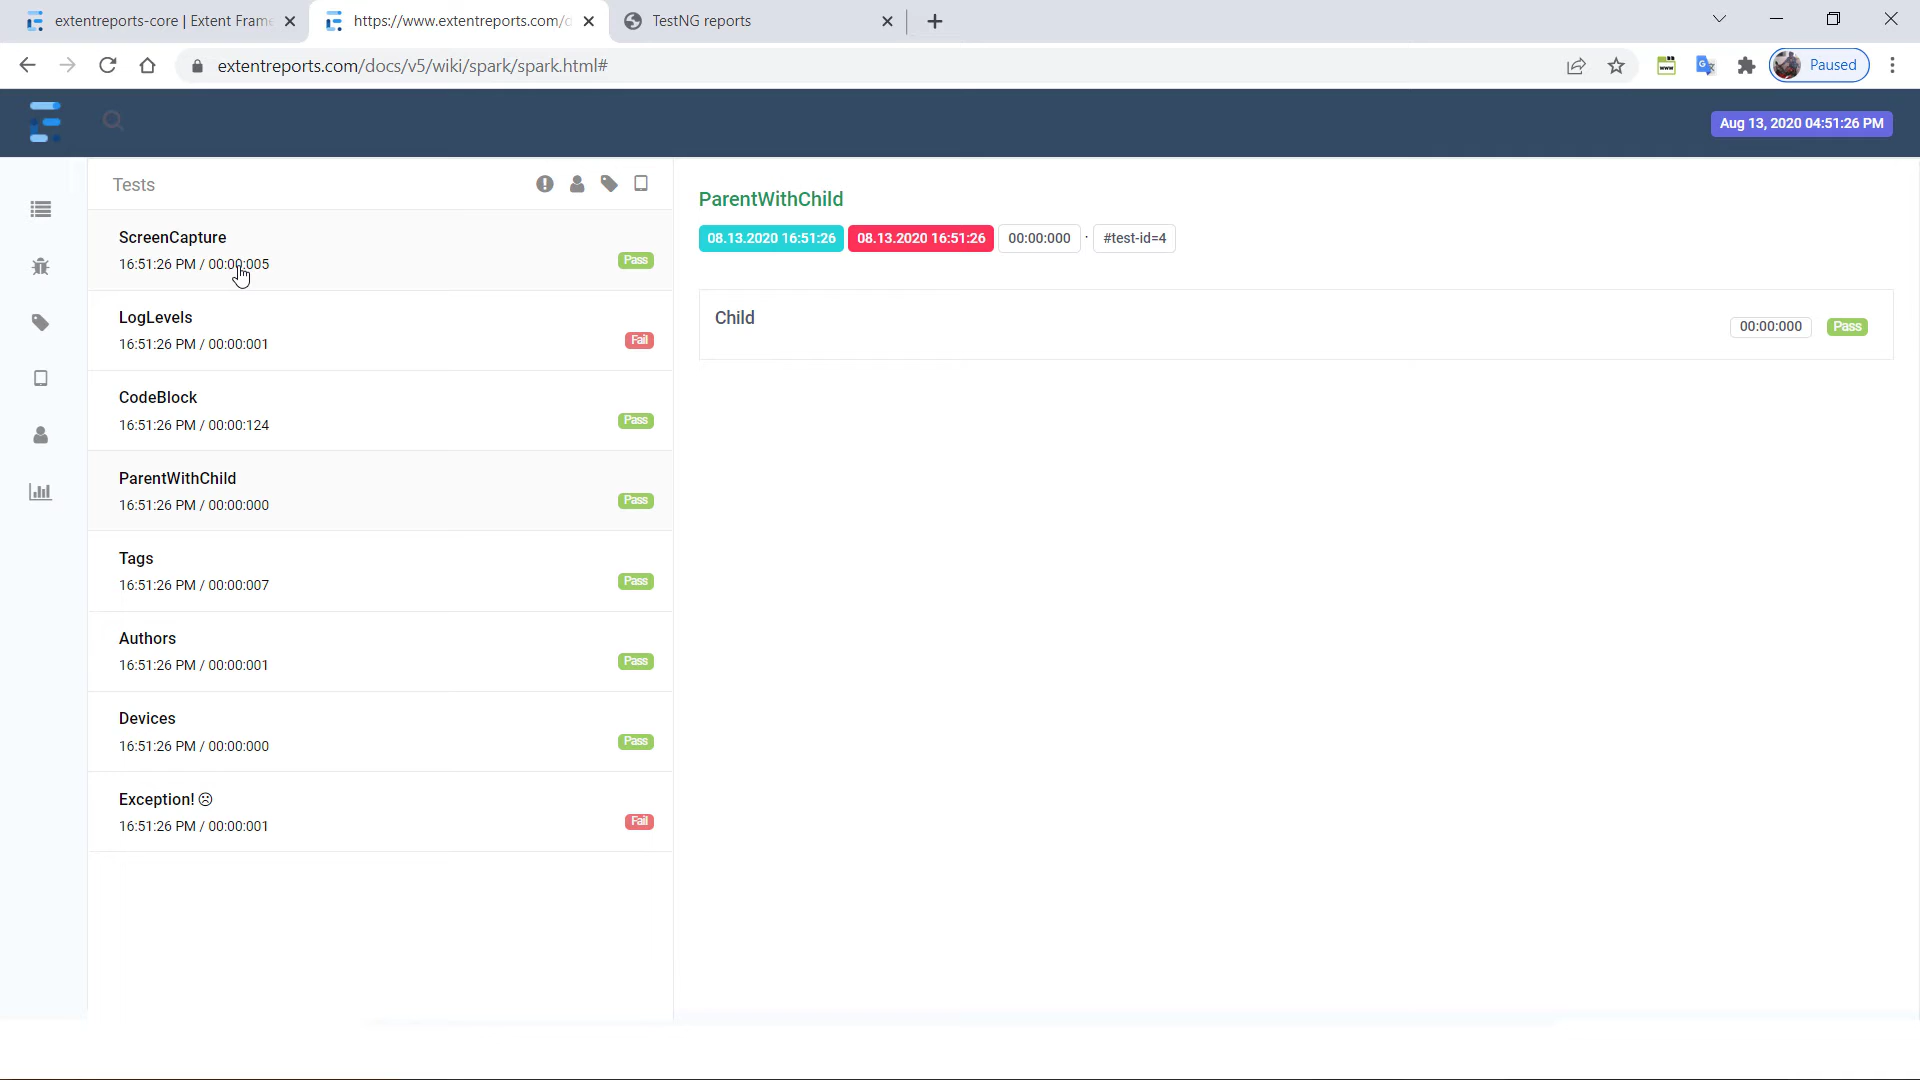 extentreports-core | Extent Fram
https://www.extentreports.com/d
TestNG reports
extentreports.com/docs/v5/wiki/spark/spark.html#
Paused
Aug 13, 2020 04:51:26 PM
Tests
ScreenCapture
16:51:26 PM / 00:00:005
Pass
LogLevels
16:51:26 PM / 00:00:001
Fail
CodeBlock
16:51:26 PM / 00:00:124
Pass
ParentWithChild
16:51:26 PM / 00:00:000
Pass
Tags
16:51:26 PM / 00:00:007
Pass
Authors
16:51:26 PM / 00:00:001
Pass
Devices
16:51:26 PM / 00:00:000
Pass
Exception! ☹
16:51:26 PM / 00:00:001
Fail
ParentWithChild
08.13.2020 16:51:26 08.13.2020 16:51:26 00:00:000 · #test-id=4
Child
00:00:000 Pass